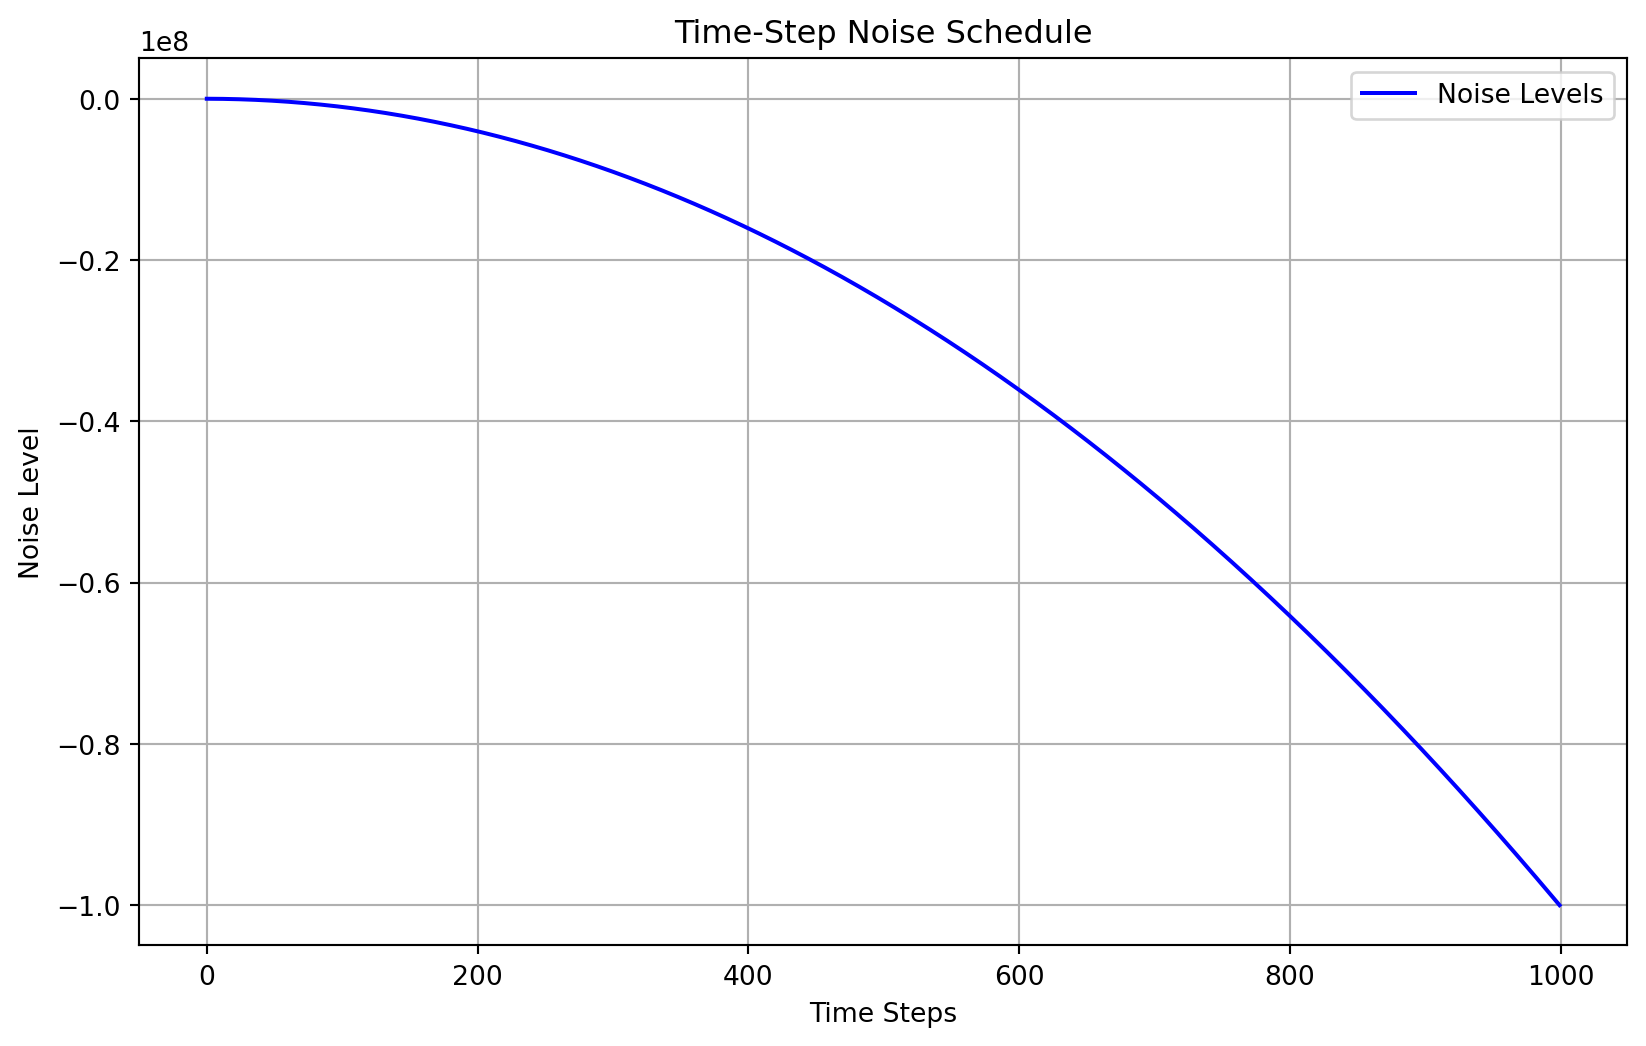 Time-Step Noise Schedule
1e8
Noise Levels
0.0
−0.2
−0.4
−0.6
−0.8
−1.0
Noise Level
0 200 400 600 800 1000
Time Steps